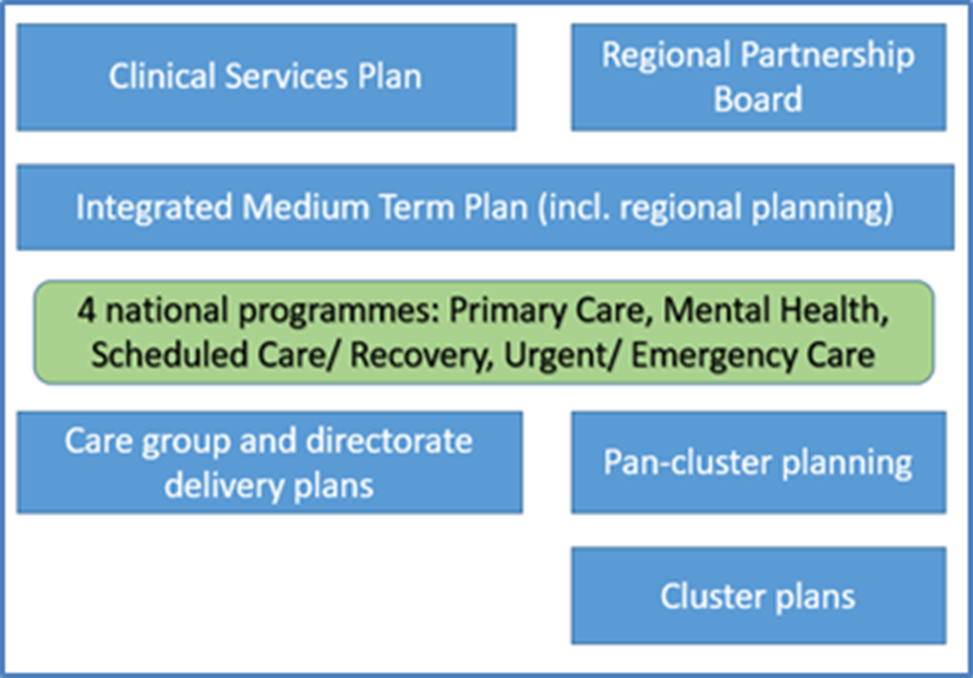 Clinical Services Plan
Regional Partnership
Board
Integrated Medium Term Plan (incl. regional planning)
4 national programmes: Primary Care, Mental Health,
Scheduled Care/ Recovery, Urgent/ Emergency Care
Care group and directorate
delivery plans
Pan-cluster planning
Cluster plans